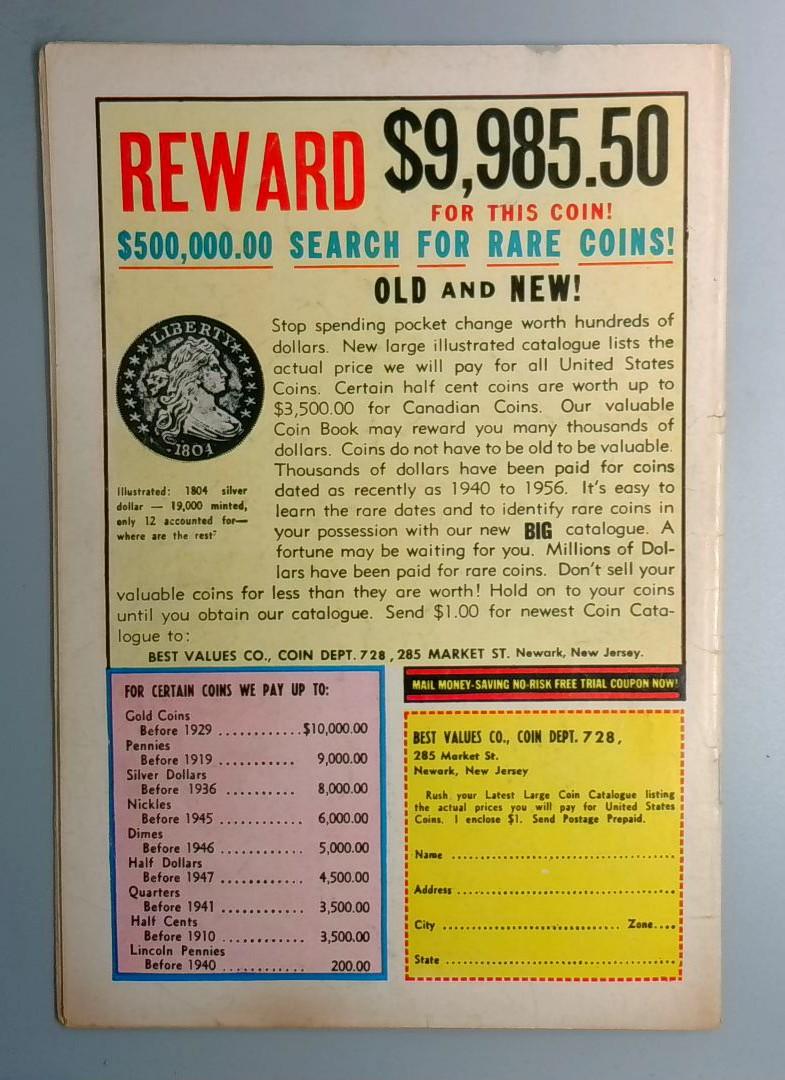 REWARD $9,985.50
FOR THIS COIN!
$500,000.00 SEARCH FOR RARE COINS!
OLD AND NEW!
LIBERTY
1804
Illustrated: 1804 silver
dollar — 19,000 minted,
only 12 accounted for—
where are the rest?
Stop spending pocket change worth hundreds of
dollars. New large illustrated catalogue lists the
actual price we will pay for all United States
Coins. Certain half cent coins are worth up to
$3,500.00 for Canadian Coins. Our valuable
Coin Book may reward you many thousands of
dollars. Coins do not have to be old to be valuable.
Thousands of dollars have been paid for coins
dated as recently as 1940 to 1956. It's easy to
learn the rare dates and to identify rare coins in
your possession with our new BIG catalogue. A
fortune may be waiting for you. Millions of Dol-
lars have been paid for rare coins. Don't sell your
valuable coins for less than they are worth! Hold on to your coins
until you obtain our catalogue. Send $1.00 for newest Coin Cata-
logue to:
BEST VALUES CO., COIN DEPT. 728, 285 MARKET ST. Newark, New Jersey.
FOR CERTAIN COINS WE PAY UP TO:
Gold Coins
Before 1929 ............$10,000.00
Pennies
Before 1919 ........... 9,000.00
Silver Dollars
Before 1936 .......... 8,000.00
Nickles
Before 1945 ............ 6,000.00
Dimes
Before 1946 ............ 5,000.00
Half Dollars
Before 1947 ............ 4,500.00
Quarters
Before 1941 ............ 3,500.00
Half Cents
Before 1910 ............ 3,500.00
Lincoln Pennies
Before 1940 ............ 200.00
MAIL MONEY-SAVING NO-RISK FREE TRIAL COUPON NOW!
BEST VALUES CO., COIN DEPT. 728,
285 Market St.
Newark, New Jersey
Rush your Latest Large Coin Catalogue listing
the actual prices you will pay for United States
Coins. I enclose $1. Send Postage Prepaid.
Name ........................................
Address ........................................
City ................................ Zone....
State ........................................